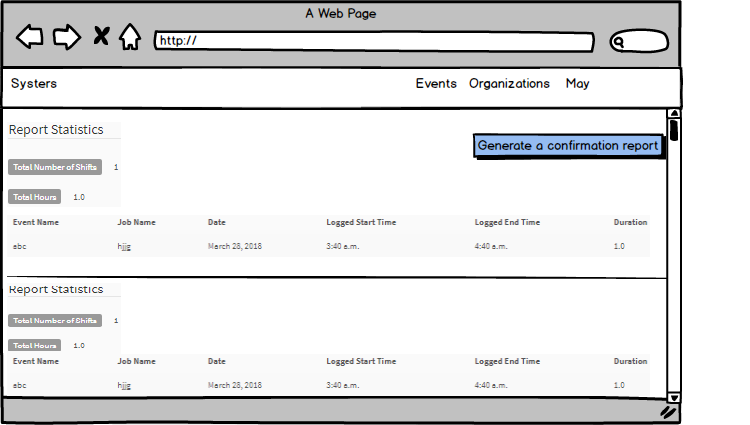 A Web Page
http://
Systers Events Organizations May
Report Statistics
Generate a confirmation report
Total Number of Shifts 1
Total Hours 1.0
Event Name Job Name Date Logged Start Time Logged End Time Duration
abc hjjg March 28, 2018 3:40 a.m. 4:40 a.m. 1.0
Report Statistics
Total Number of Shifts 1
Total Hours 1.0
Event Name Job Name Date Logged Start Time Logged End Time Duration
abc hjjg March 28, 2018 3:40 a.m. 4:40 a.m. 1.0